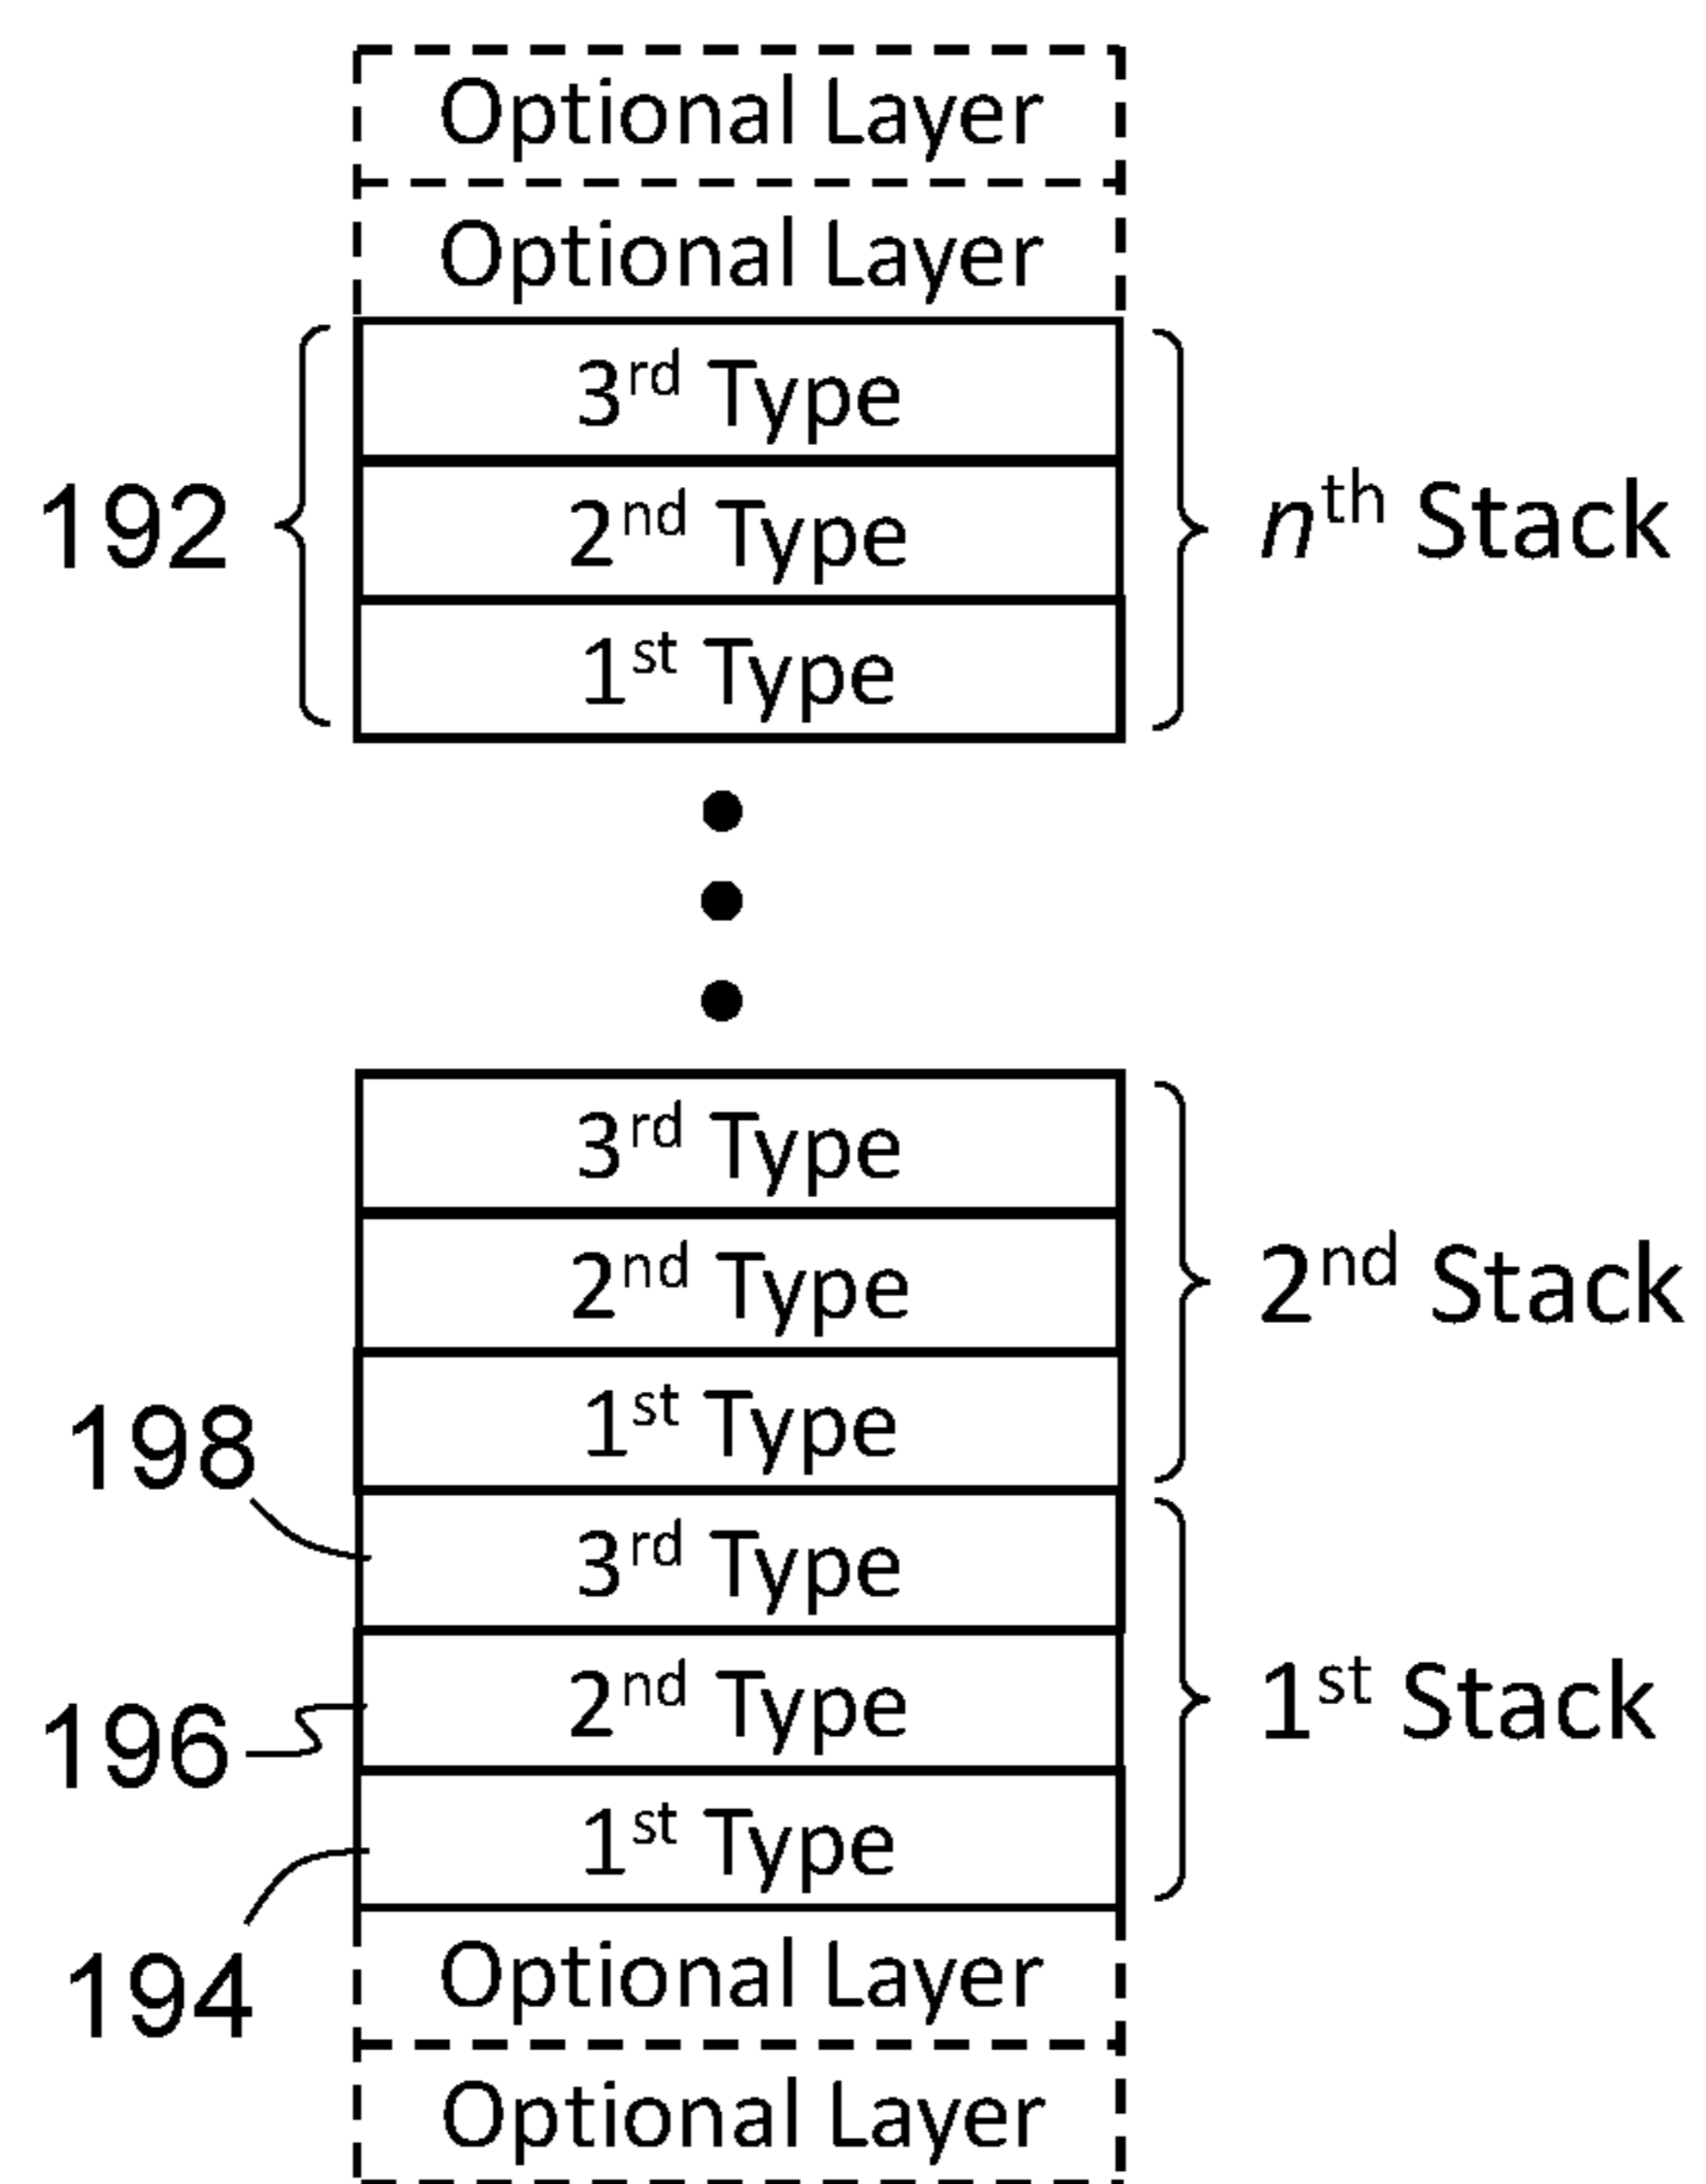 Optional Layer
Optional Layer
3rd Type
192
2nd Type
nth Stack
1st Type
3rd Type
2nd Type
2nd Stack
1st Type
198
3rd Type
196
2nd Type
1st Stack
1st Type
194
Optional Layer
Optional Layer